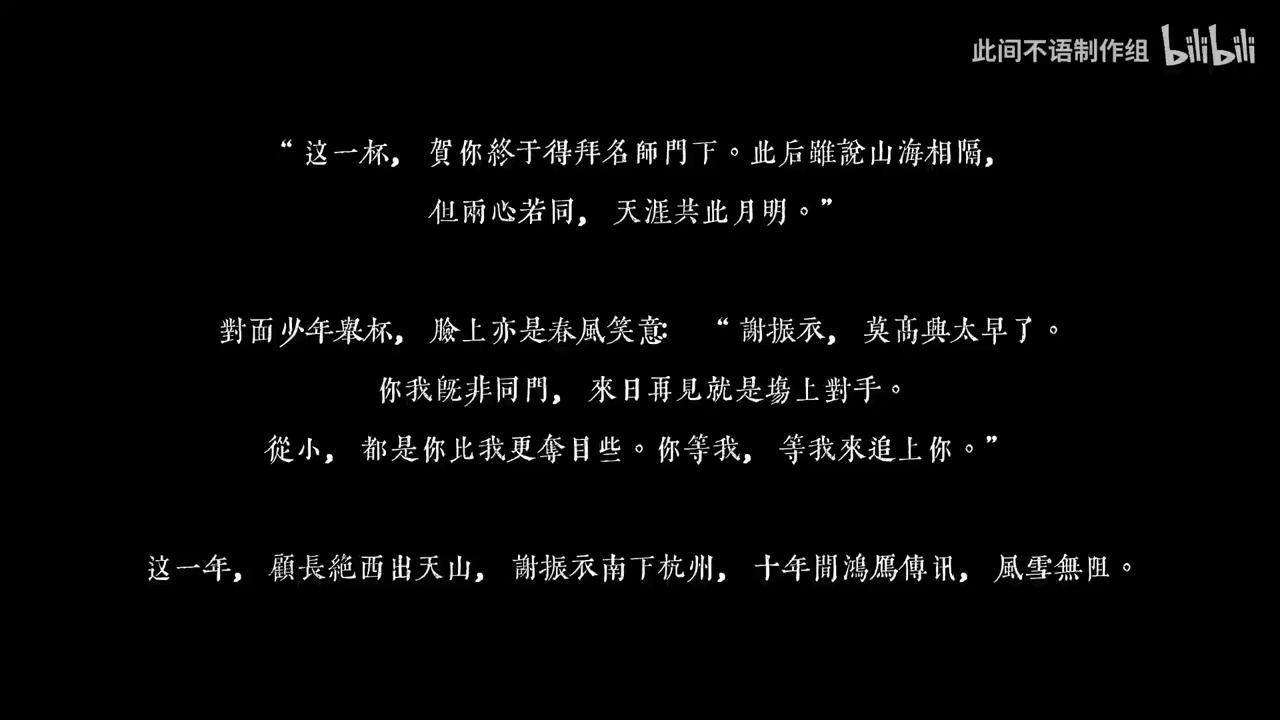 此间不语制作组 bilibili
“这一杯，賀你終于得拜名師門下。此后雖說山海相隔，
但兩心若同，天涯共此月明。”
對面少年舉杯，臉上亦是春風笑意：“謝振衣，莫高興太早了。
你我既非同門，來日再見就是場上對手。
從小，都是你比我更奪目些。你等我，等我來追上你。”
这一年，顧長絕西出天山，謝振衣南下杭州，十年間鴻雁傳讯，風雪無阻。